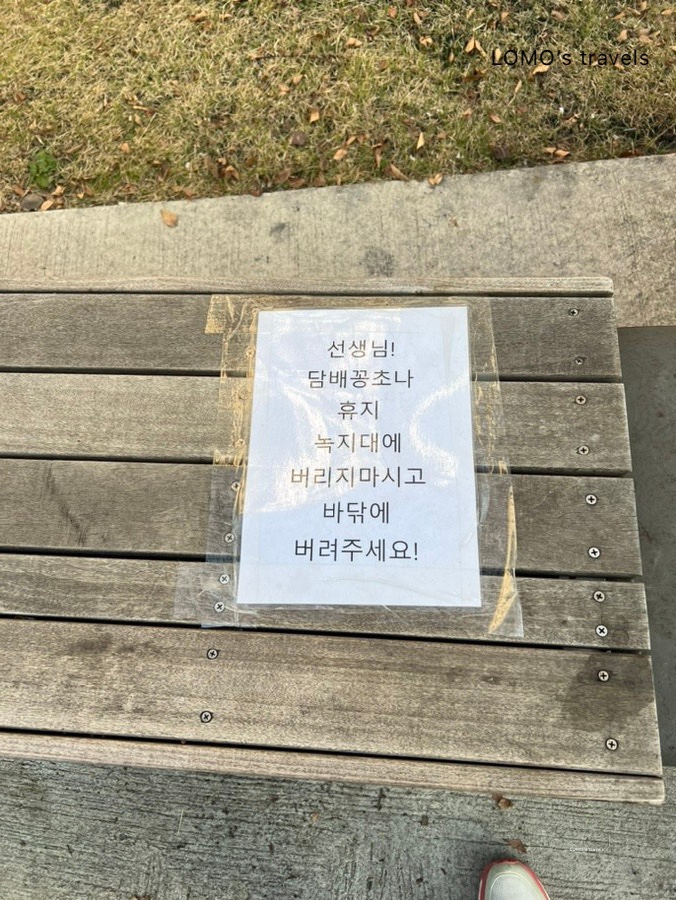 LOMO's travels
선생님!
담배꽁초나
휴지
녹지대에
버리지마시고
바닦에
버려주세요!